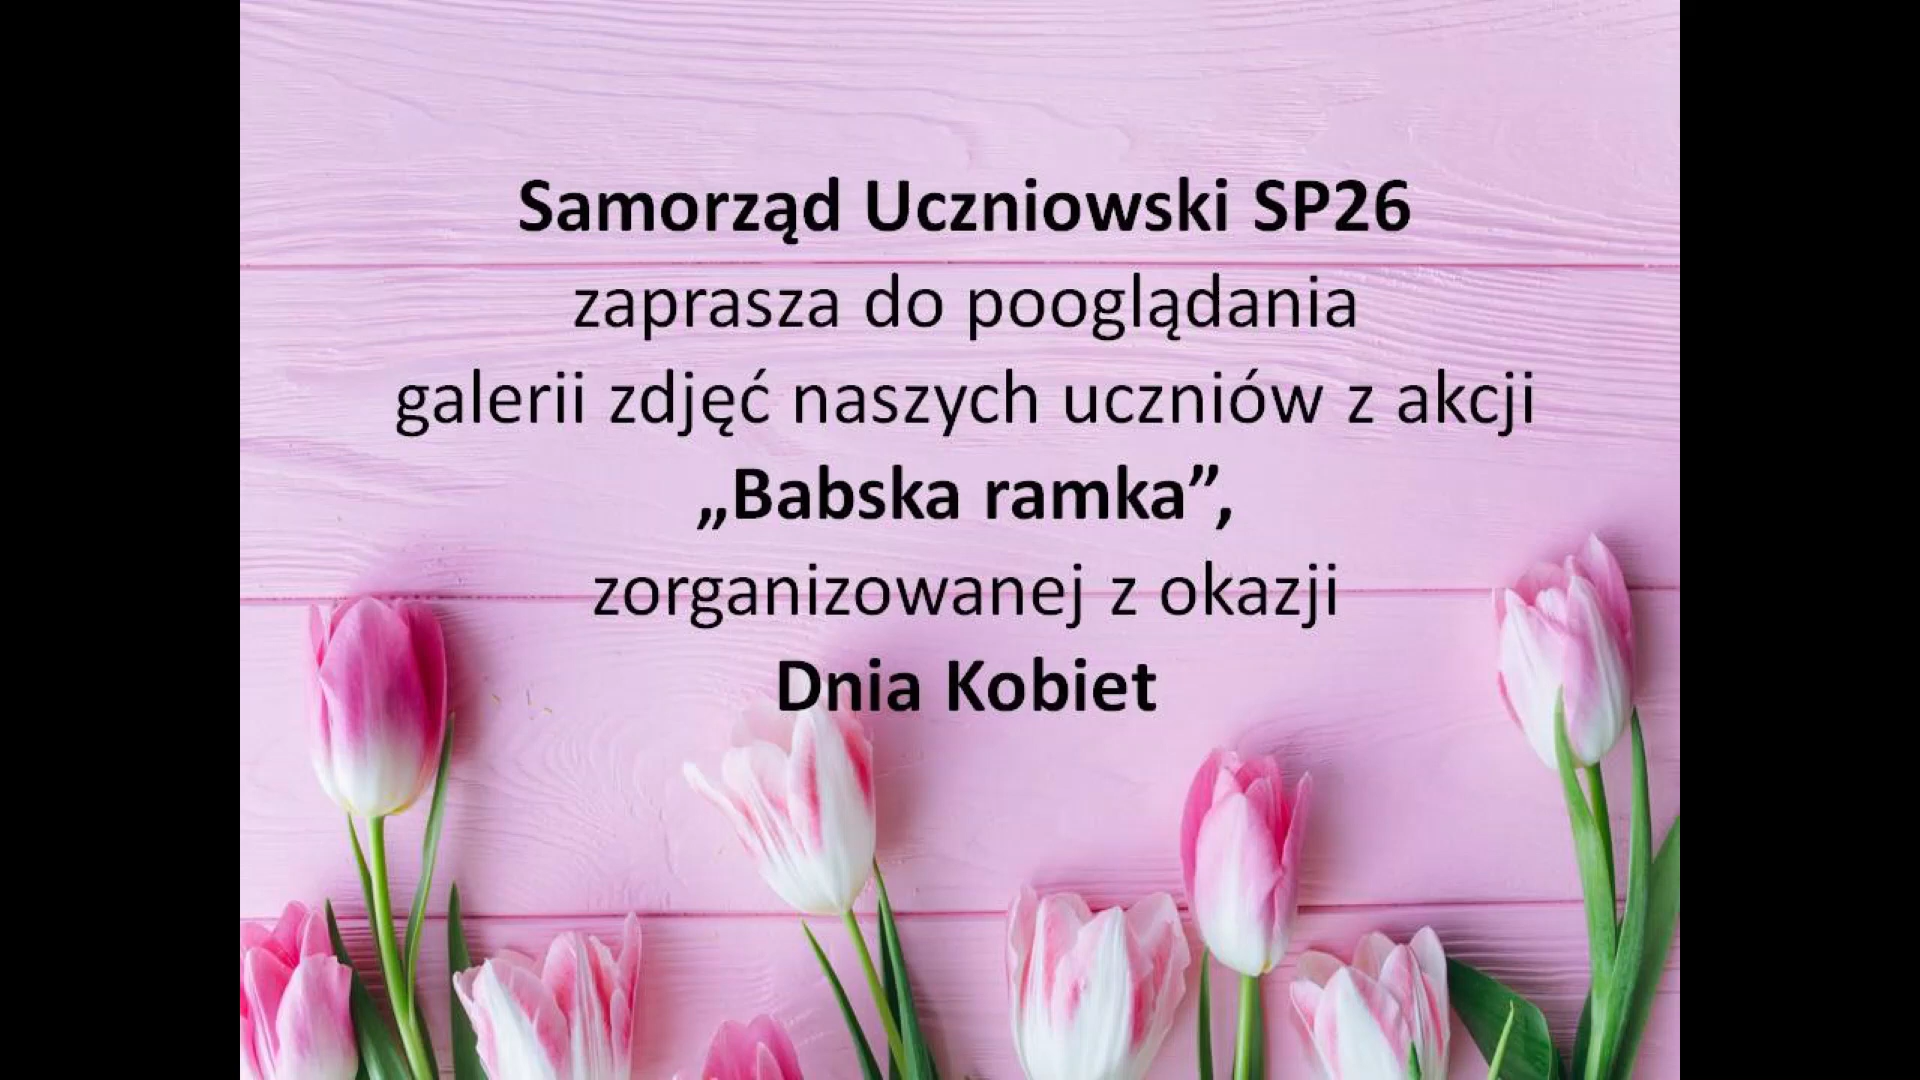 Samorząd Uczniowski SP26
zaprasza do pooglądania
galerii zdjęć naszych uczniów z akcji
„Babska ramka”,
zorganizowanej z okazji
Dnia Kobiet